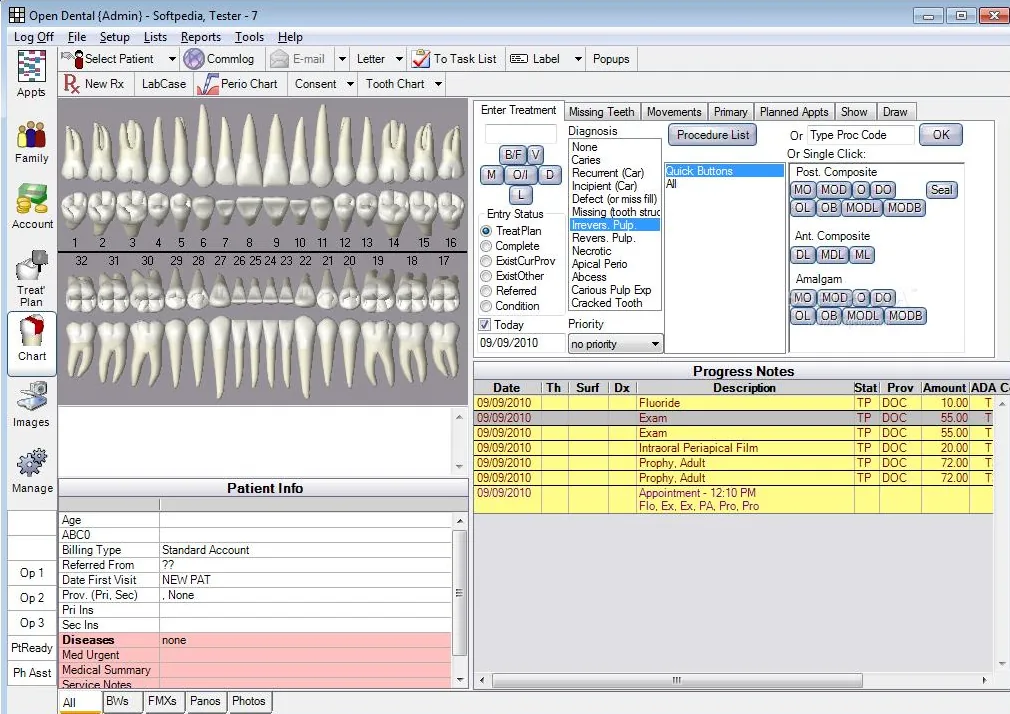 Open Dental {Admin} - Softpedia, Tester - 7
Log Off File Setup Lists Reports Tools Help
Select Patient Commlog E-mail Letter To Task List Label Popups
Rx New Rx LabCase Perio Chart Consent Tooth Chart
Appts
Family
Account
Treat'
Plan
Chart
Images
Manage
Op 1
Op 2
Op 3
PtReady
Ph Asst
1 2 3 4 5 6 7 8 9 10 11 12 13 14 15 16
32 31 30 29 28 27 26 25 24 23 22 21 20 19 18 17
Enter Treatment Missing Teeth Movements Primary Planned Appts Show Draw
B/F V
M O/I D
L
Entry Status
TreatPlan
Complete
ExistCurProv
ExistOther
Referred
Condition
Today
09/09/2010
Diagnosis
None
Caries
Recurrent (Car)
Incipient (Car)
Defect (or miss fill)
Missing (tooth struc
Irrevers. Pulp.
Revers. Pulp.
Necrotic
Apical Perio
Abcess
Carious Pulp Exp
Cracked Tooth
Priority
no priority
Procedure List
Quick Buttons
All
Or Type Proc Code OK
Or Single Click:
Post. Composite
MO MOD O DO Seal
OL OB MODL MODB
Ant. Composite
DL MDL ML
Amalgam
MO MOD O DO
OL OB MODL MODB
Progress Notes
Date Th Surf Dx Description Stat Prov Amount ADA C
09/09/2010 Fluoride TP DOC 10.00 T
09/09/2010 Exam TP DOC 55.00 T
09/09/2010 Exam TP DOC 55.00 T
09/09/2010 Intraoral Periapical Film TP DOC 20.00 T
09/09/2010 Prophy, Adult TP DOC 72.00 T
09/09/2010 Prophy, Adult TP DOC 72.00 T
09/09/2010 Appointment - 12:10 PM
Flo, Ex, Ex, PA, Pro, Pro
Patient Info
Age
ABC0
Billing Type Standard Account
Referred From ??
Date First Visit NEW PAT
Prov. (Pri, Sec) , None
Pri Ins
Sec Ins
Diseases none
Med Urgent
Medical Summary
Service Notes
All BWs FMXs Panos Photos